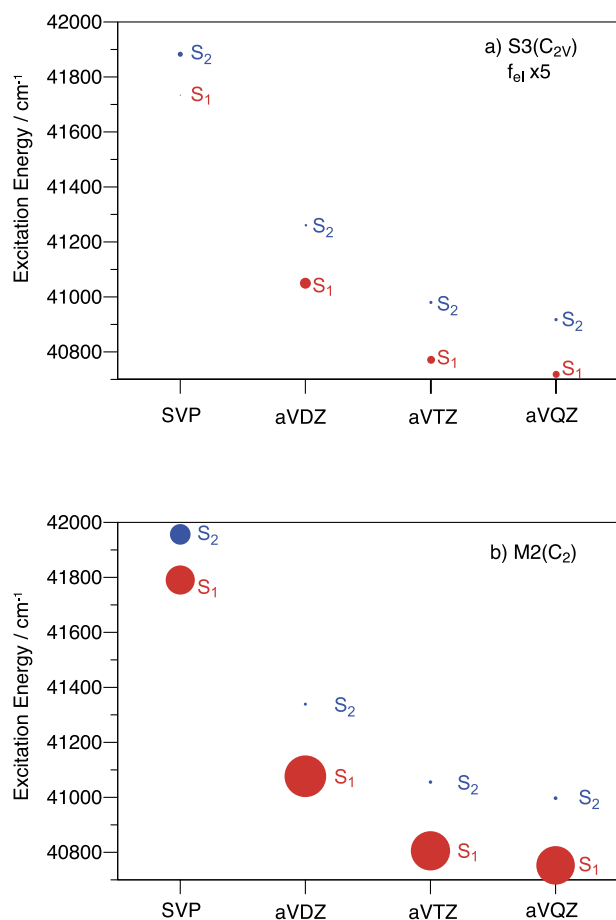 42000
a) S3(C2V)
fel x5
S2
41800
S1
41600
41400
S2
41200
S1
41000
S2
S2
40800
S1
S1
Excitation Energy / cm-1
SVP
aVDZ
aVTZ
aVQZ
42000
S2
b) M2(C2)
41800
S1
41600
41400
S2
41200
S1
S2
S2
41000
S1
S1
40800
Excitation Energy / cm-1
SVP
aVDZ
aVTZ
aVQZ